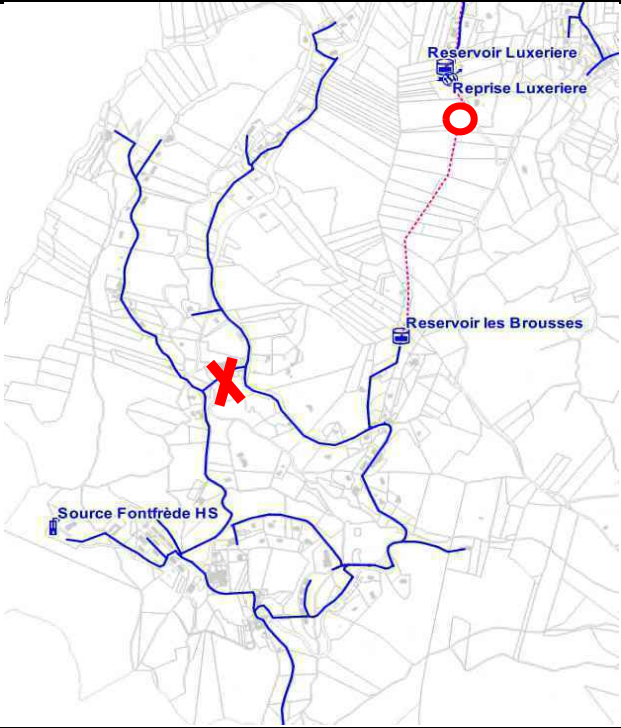 Reservoir Luxeriere
Reprise Luxeriere
Reservoir les Brousses
Source Fontfrède HS